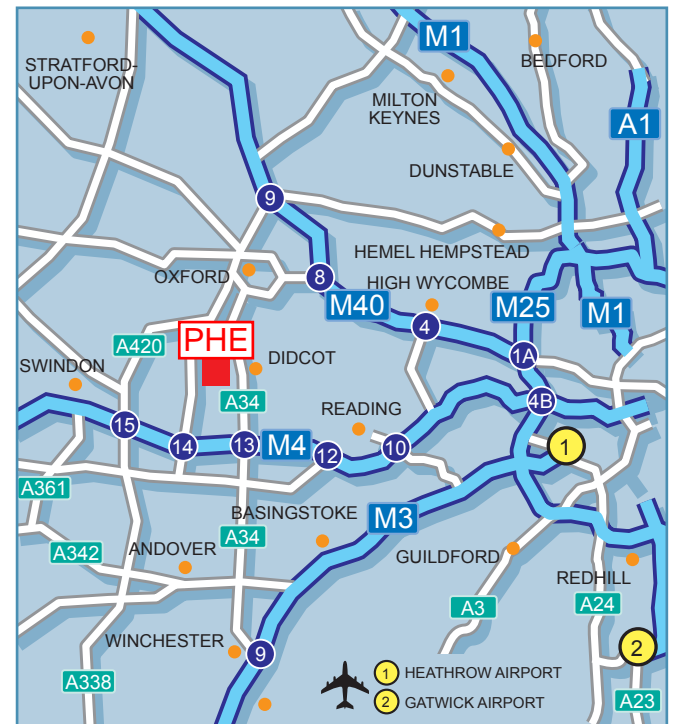 M1
BEDFORD
STRATFORD-
UPON-AVON
MILTON
KEYNES
A1
DUNSTABLE
9
HEMEL HEMPSTEAD
OXFORD
8
HIGH WYCOMBE
M40
M25
M1
4
PHE
A420
1A
DIDCOT
SWINDON
A34
4B
READING
15
14
13
M4
12
10
1
A361
BASINGSTOKE
M3
A34
A342
ANDOVER
GUILDFORD
REDHILL
A3
A24
WINCHESTER
9
2
1 HEATHROW AIRPORT
A338
2 GATWICK AIRPORT
A23